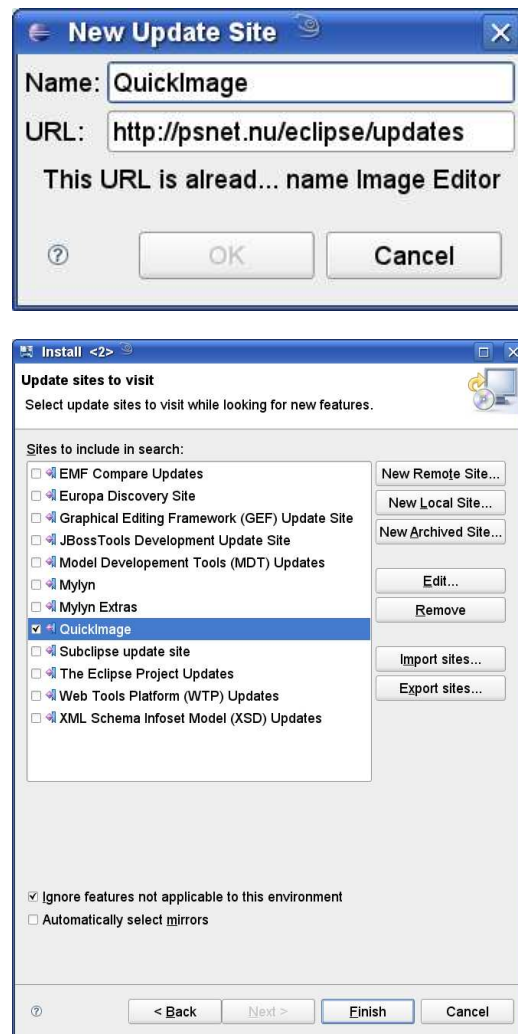 New Update Site
Name: QuickImage
URL: http://psnet.nu/eclipse/updates
This URL is alread... name Image Editor
OK Cancel
Install <2>
Update sites to visit
Select update sites to visit while looking for new features.
Sites to include in search:
EMF Compare Updates
Europa Discovery Site
Graphical Editing Framework (GEF) Update Site
JBossTools Development Update Site
Model Developement Tools (MDT) Updates
Mylyn
Mylyn Extras
QuickImage
Subclipse update site
The Eclipse Project Updates
Web Tools Platform (WTP) Updates
XML Schema Infoset Model (XSD) Updates
New Remote Site...
New Local Site...
New Archived Site...
Edit...
Remove
Import sites...
Export sites...
Ignore features not applicable to this environment
Automatically select mirrors
< Back Next > Finish Cancel